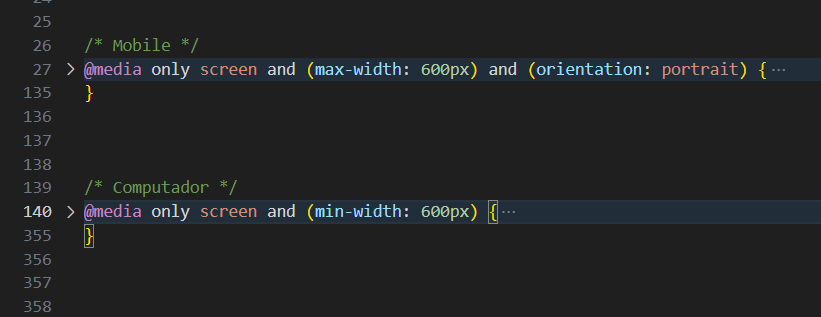 24
25
26 /* Mobile */
27 > @media only screen and (max-width: 600px) and (orientation: portrait) { ···
135 }
136
137
138
139 /* Computador */
140 > @media only screen and (min-width: 600px) { ···
355 }
356
357
358